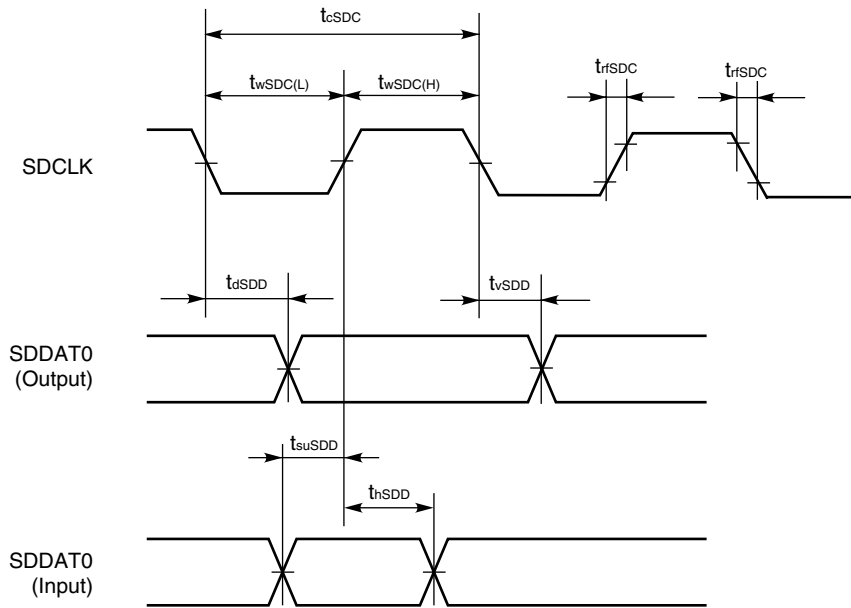 tcSDC
twSDC(L) twSDC(H) trfSDC trfSDC
SDCLK
tdSDD tvSDD
SDDAT0
(Output)
tsuSDD
thSDD
SDDAT0
(Input)